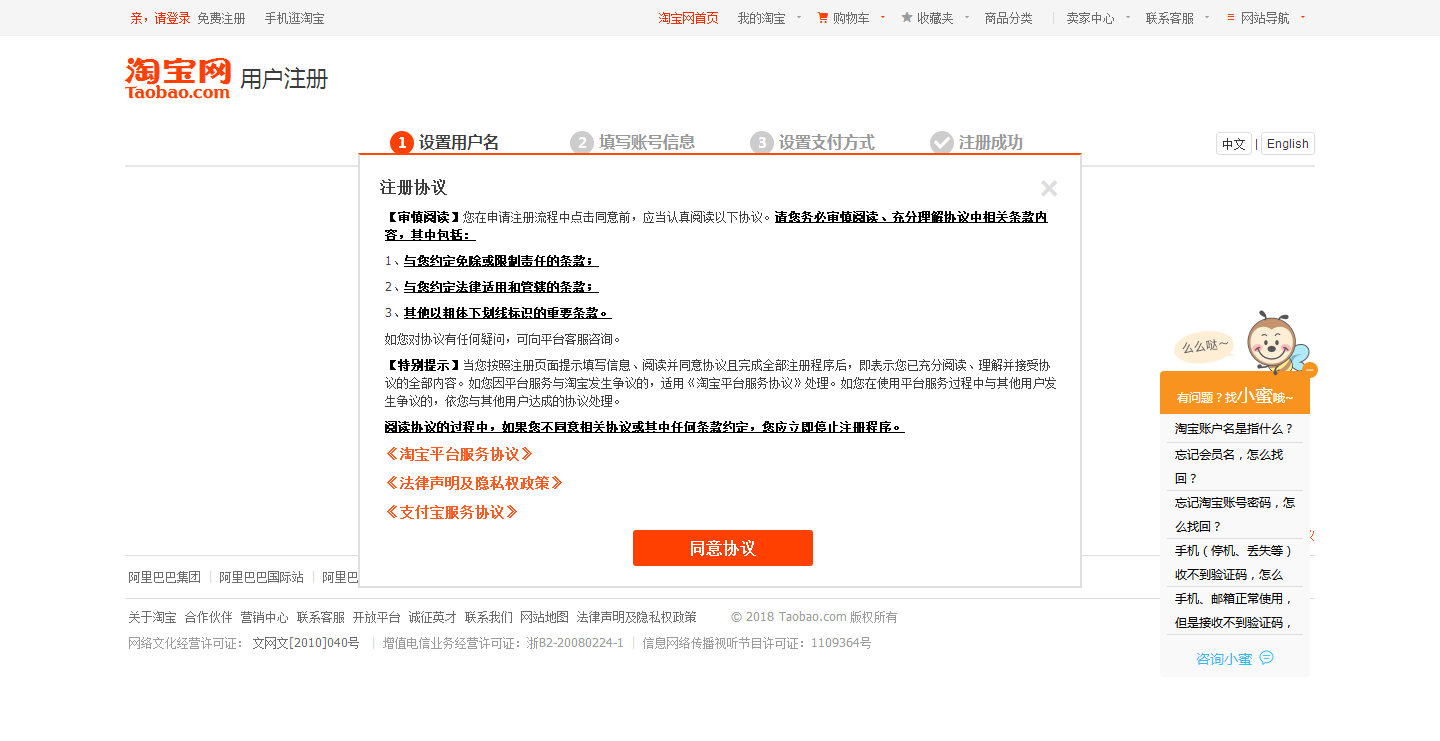 亲，请登录 免费注册 手机逛淘宝 淘宝网首页 我的淘宝 购物车 收藏夹 商品分类 卖家中心 联系客服 网站导航
淘宝网
Taobao.com
用户注册
1 设置用户名 2 填写账号信息 3 设置支付方式 注册成功
中文 | English
注册协议
【审慎阅读】您在申请注册流程中点击同意前，应当认真阅读以下协议。请您务必审慎阅读、充分理解协议中相关条款内
容，其中包括：
1、与您约定免除或限制责任的条款；
2、与您约定法律适用和管辖的条款；
3、其他以粗体下划线标识的重要条款。
如您对协议有任何疑问，可向平台客服咨询。
【特别提示】当您按照注册页面提示填写信息、阅读并同意协议且完成全部注册程序后，即表示您已充分阅读、理解并接受协
议的全部内容。如您因平台服务与淘宝发生争议的，适用《淘宝平台服务协议》处理。如您在使用平台服务过程中与其他用户发
生争议的，依您与其他用户达成的协议处理。
阅读协议的过程中，如果您不同意相关协议或其中任何条款约定，您应立即停止注册程序。
《淘宝平台服务协议》
《法律声明及隐私权政策》
《支付宝服务协议》
同意协议
么么哒~
有问题？找小蜜哦~
淘宝账户名是指什么？
忘记会员名，怎么找
回？
忘记淘宝账号密码，怎
么找回？
手机（停机、丢失等）
收不到验证码，怎么
手机、邮箱正常使用，
但是接收不到验证码，
咨询小蜜
阿里巴巴集团 | 阿里巴巴国际站 | 阿里巴
关于淘宝 合作伙伴 营销中心 联系客服 开放平台 诚征英才 联系我们 网站地图 法律声明及隐私权政策 © 2018 Taobao.com 版权所有
网络文化经营许可证： 文网文[2010]040号 | 增值电信业务经营许可证：浙B2-20080224-1 | 信息网络传播视听节目许可证：1109364号